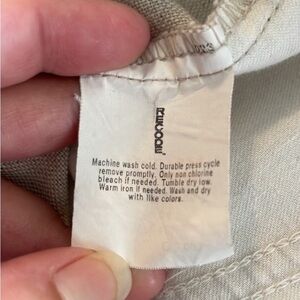 RECODE
Machine wash cold. Durable press cycle
remove promptly. Only non chlorine
bleach if needed. Tumble dry low.
Warm iron if needed. Wash and dry
with like colors.